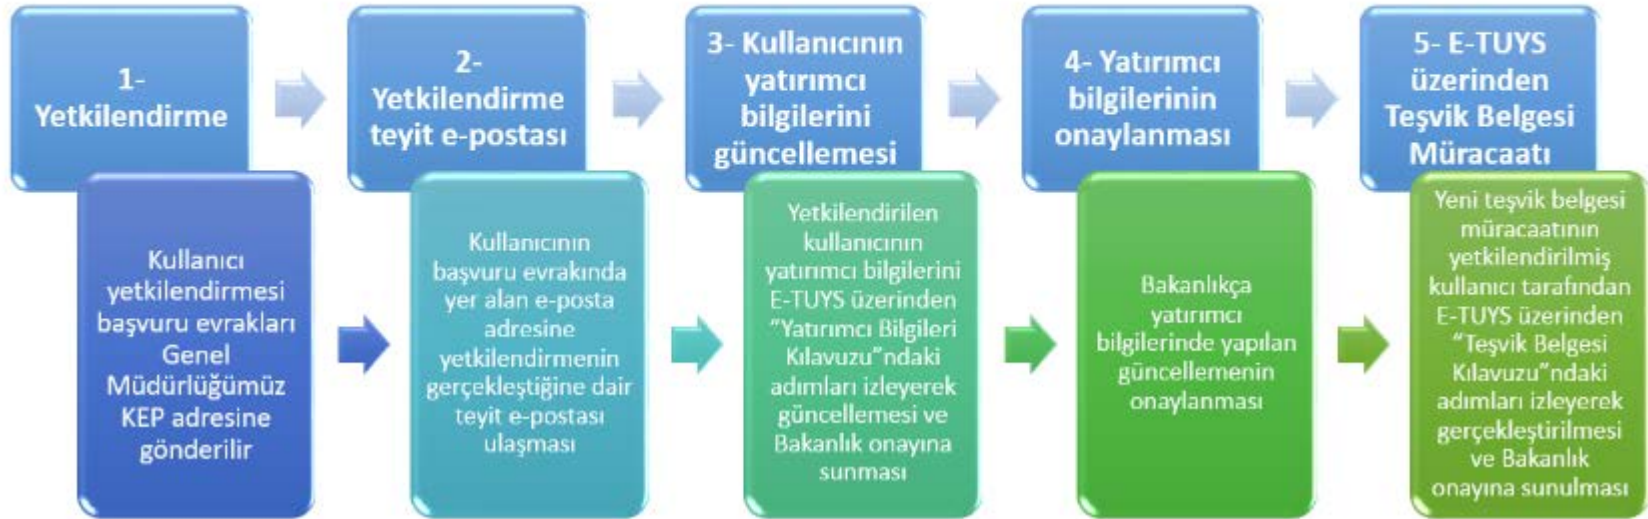 1-
Yetkilendirme
Kullanıcı
yetkilendirmesi
başvuru evrakları
Genel
Müdürlüğümüz
KEP adresine
gönderilir
2-
Yetkilendirme
teyit e-postası
Kullanıcının
başvuru evrakında
yer alan e-posta
adresine
yetkilendirmenin
gerçekleştiğine dair
teyit e-postası
ulaşması
3- Kullanıcının
yatırımcı
bilgilerini
güncellemesi
Yetkilendirilen
kullanıcının
yatırımcı bilgilerini
E-TUYS üzerinden
“Yatırımcı Bilgileri
Kılavuzu”ndaki
adımları izleyerek
güncellemesi ve
Bakanlık onayına
sunması
4- Yatırımcı
bilgilerinin
onaylanması
Bakanlıkça
yatırımcı
bilgilerinde yapılan
güncellemenin
onaylanması
5- E-TUYS
üzerinden
Teşvik Belgesi
Müracaatı
Yeni teşvik belgesi
müracaatının
yetkilendirilmiş
kullanıcı tarafından
E-TUYS üzerinden
“Teşvik Belgesi
Kılavuzu”ndaki
adımları izleyerek
gerçekleştirilmesi
ve Bakanlık
onayına sunulması